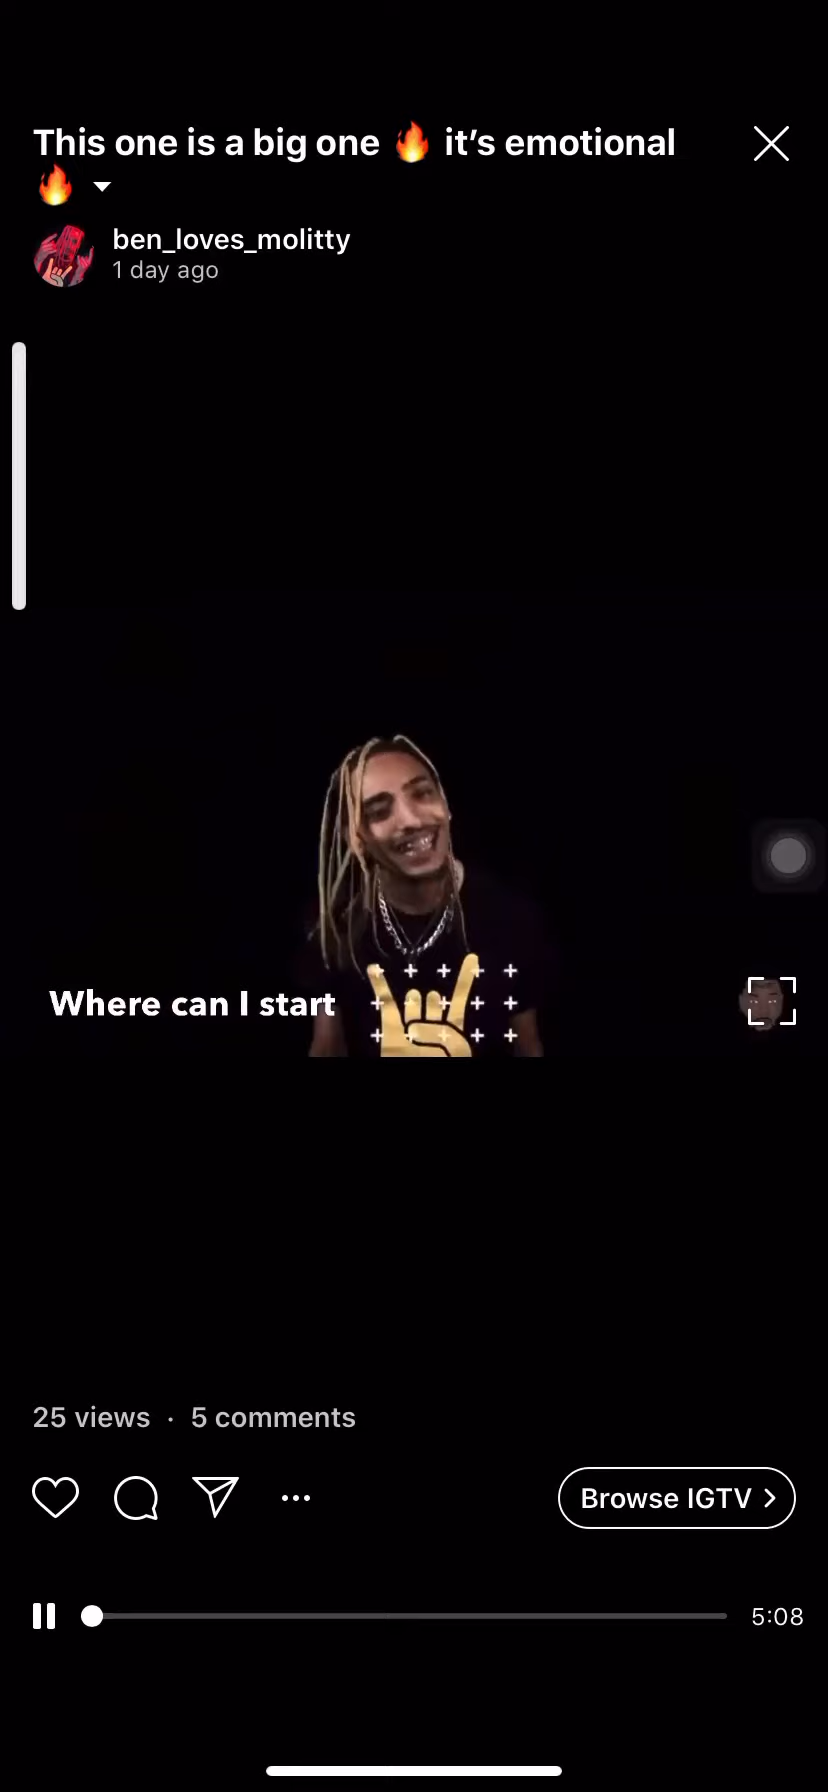 This one is a big one 🔥 it’s emotional
🔥
ben_loves_molitty
1 day ago
Where can I start
25 views · 5 comments
Browse IGTV
5:08